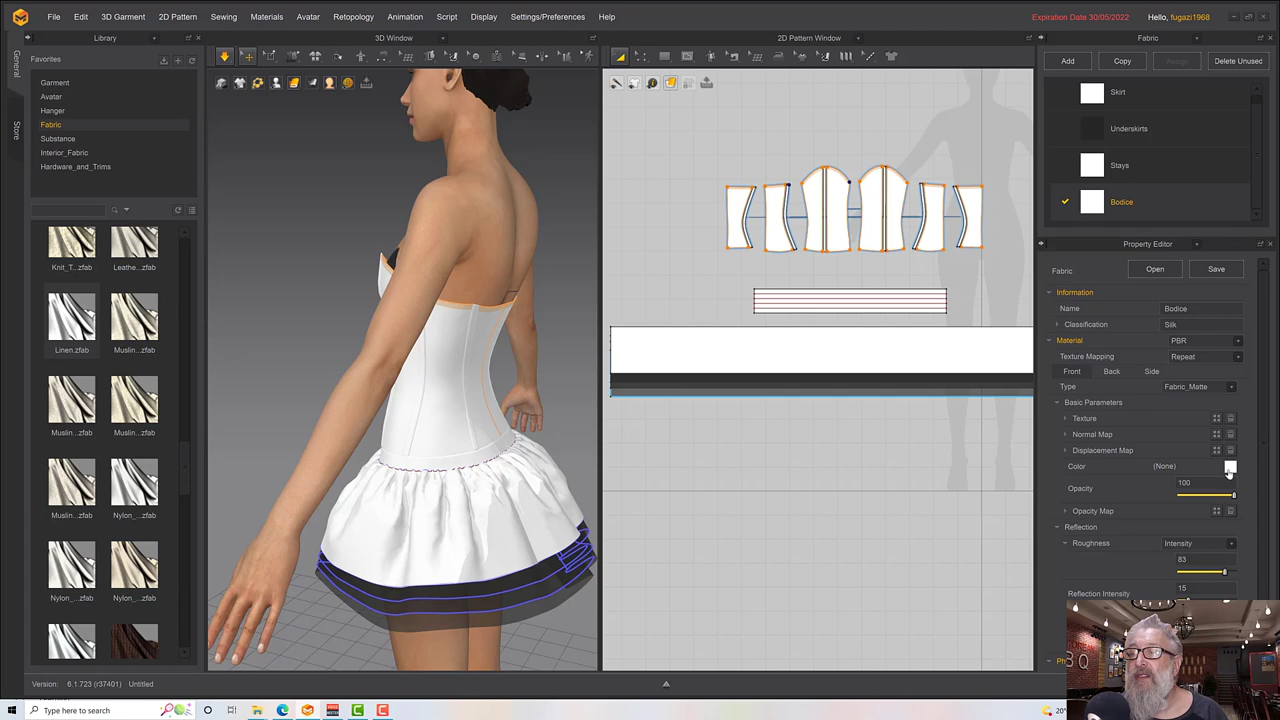 File Edit 3D Garment 2D Pattern Sewing Materials Avatar Retopology Animation Script Display Settings/Preferences Help
Expiration Date 30/05/2022 Hello, fugazi1968
Library
3D Window
2D Pattern Window
Fabric
General
Store
Favorites
Garment
Avatar
Hanger
Fabric
Substance
Interior_Fabric
Hardware_and_Trims
Knit_T...zfab Leathe...zfab
Linen.zfab Muslin...zfab
Muslin...zfab Muslin...zfab
Muslin...zfab Nylon_...zfab
Nylon_...zfab Nylon_...zfab
Add Copy Assign Delete Unused
Skirt
Underskirts
Stays
Bodice
Property Editor
Fabric Open Save
Information
Name Bodice
Classification Silk
Material PBR
Texture Mapping Repeat
Front Back Side
Type Fabric_Matte
Basic Parameters
Texture
Normal Map
Displacement Map
Color (None)
Opacity 100
Opacity Map
Reflection
Roughness Intensity
83
Reflection Intensity 15
Version: 6.1.723 (r37401) Untitled
Type here to search